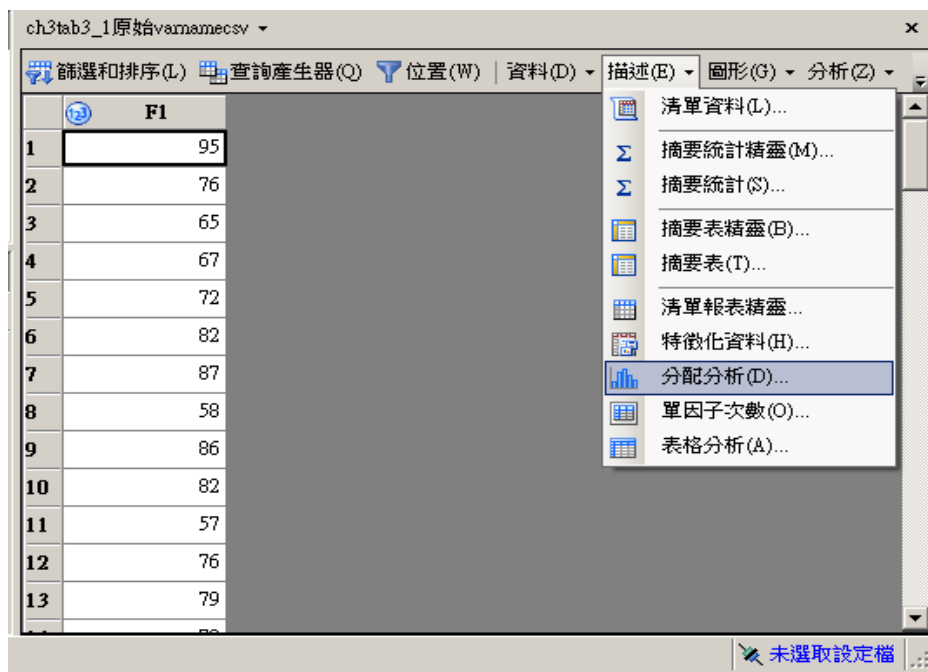 ch3tab3_1原始varnamecsv
篩選和排序(L) 查詢產生器(Q) 位置(W) 資料(D) 描述(E) 圖形(G) 分析(Z)
123 F1
1 95
2 76
3 65
4 67
5 72
6 82
7 87
8 58
9 86
10 82
11 57
12 76
13 79
清單資料(L)...
摘要統計精靈(M)...
摘要統計(S)...
摘要表精靈(B)...
摘要表(T)...
清單報表精靈...
特徵化資料(H)...
分配分析(D)...
單因子次數(O)...
表格分析(A)...
未選取設定檔